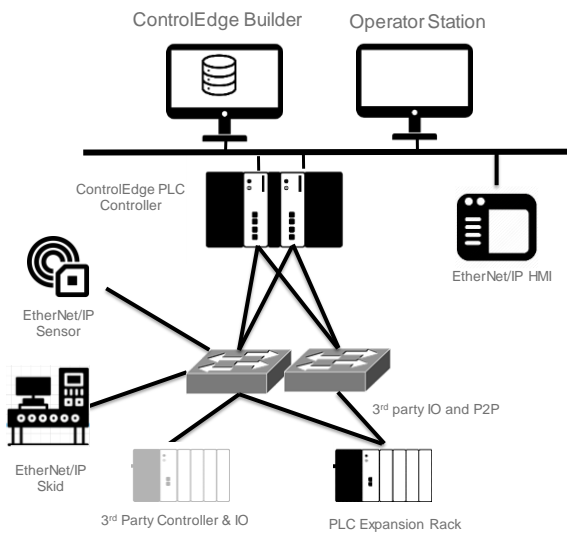 ControlEdge Builder
Operator Station
ControlEdge PLC
Controller
EtherNet/IP HMI
EtherNet/IP
Sensor
3rd party IO and P2P
EtherNet/IP
Skid
3rd Party Controller & IO
PLC Expansion Rack